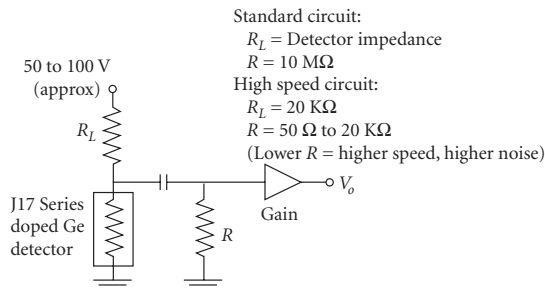 Standard circuit:
R_L = Detector impedance
R = 10 MΩ
High speed circuit:
R_L = 20 KΩ
R = 50 Ω to 20 KΩ
(Lower R = higher speed, higher noise)
50 to 100 V
(approx)
R_L
J17 Series
doped Ge
detector
R
Gain
V_o